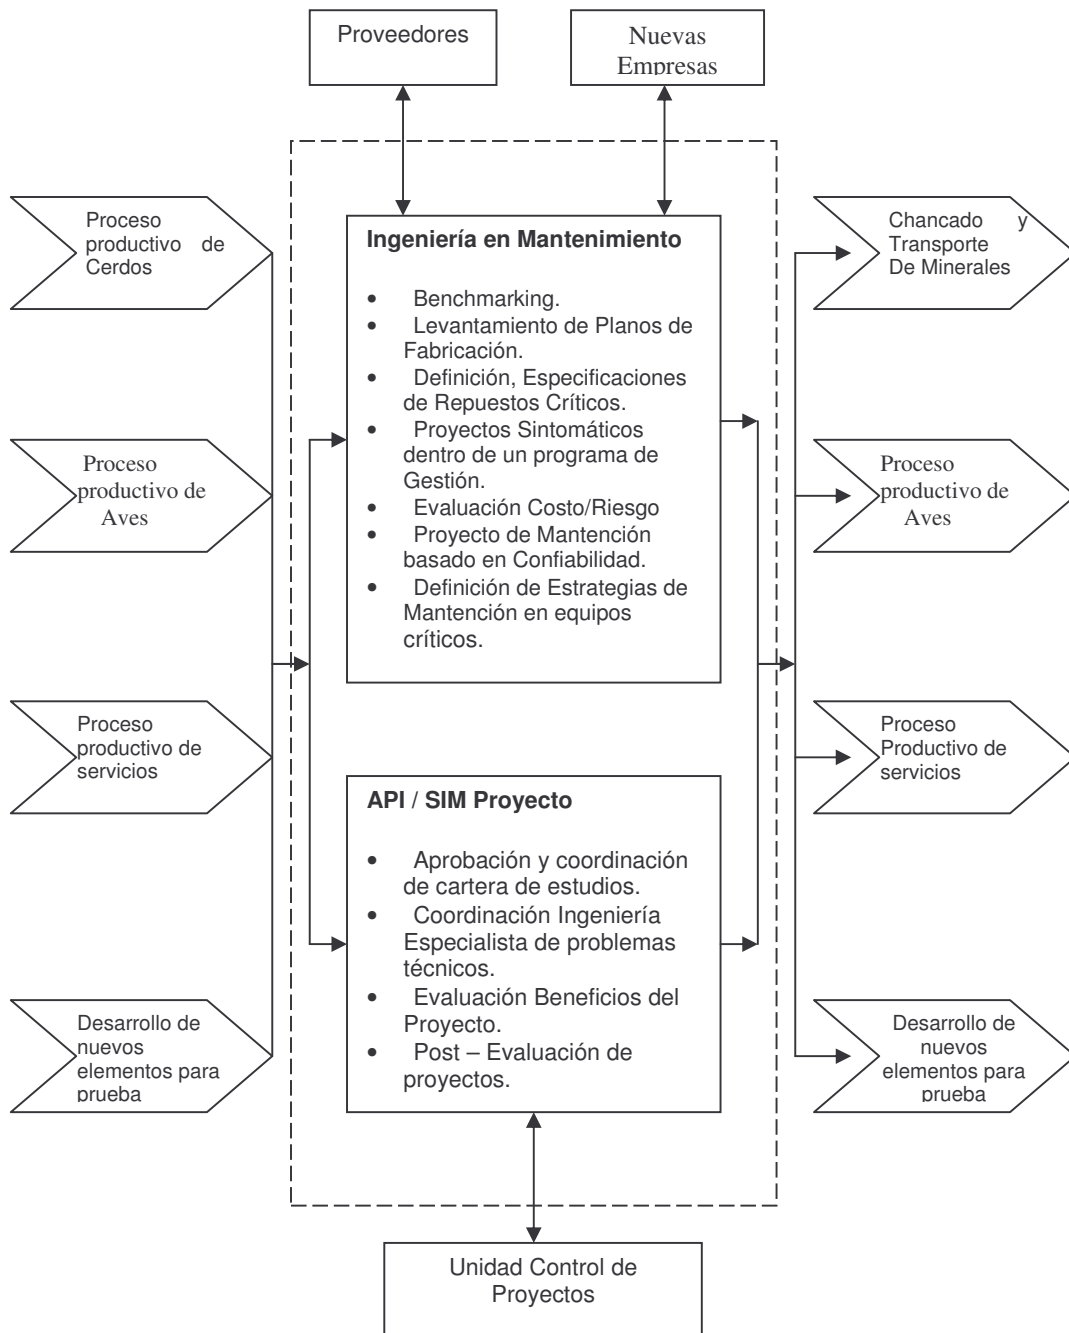 Proveedores
Nuevas
Empresas
Proceso
productivo de
Cerdos
Proceso
productivo de
Aves
Proceso
productivo de
servicios
Desarrollo de
nuevos
elementos para
prueba
Ingeniería en Mantenimiento
• Benchmarking.
• Levantamiento de Planos de
Fabricación.
• Definición, Especificaciones
de Repuestos Críticos.
• Proyectos Sintomáticos
dentro de un programa de
Gestión.
• Evaluación Costo/Riesgo
• Proyecto de Mantención
basado en Confiabilidad.
• Definición de Estrategias de
Mantención en equipos
críticos.
API / SIM Proyecto
• Aprobación y coordinación
de cartera de estudios.
• Coordinación Ingeniería
Especialista de problemas
técnicos.
• Evaluación Beneficios del
Proyecto.
• Post – Evaluación de
proyectos.
Chancado y
Transporte
De Minerales
Proceso
productivo de
Aves
Proceso
Productivo de
servicios
Desarrollo de
nuevos
elementos para
prueba
Unidad Control de
Proyectos